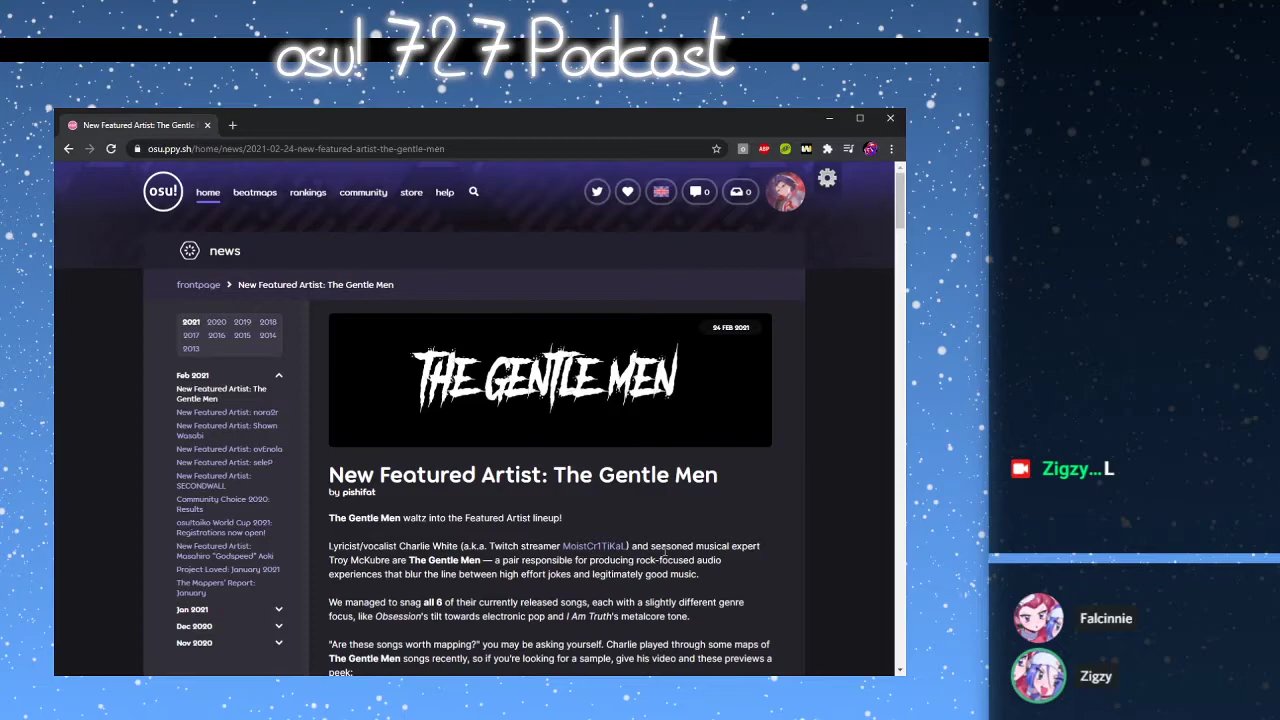 osu! 727 Podcast
New Featured Artist: The Gentle
osu.ppy.sh/home/news/2021-02-24-new-featured-artist-the-gentle-men
ABP
osu!
home
beatmaps
rankings
community
store
help
0
0
news
frontpage > New Featured Artist: The Gentle Men
2021 2020 2019 2018
2017 2016 2015 2014
2013
Feb 2021
New Featured Artist: The
Gentle Men
New Featured Artist: nora2r
New Featured Artist: Shawn
Wasabi
New Featured Artist: ovEnola
New Featured Artist: seleP
New Featured Artist:
SECONDWALL
Community Choice 2020:
Results
osu!taiko World Cup 2021:
Registrations now open!
New Featured Artist:
Masahiro "Godspeed" Aoki
Project Loved: January 2021
The Mappers' Report:
January
Jan 2021
Dec 2020
Nov 2020
24 FEB 2021
THE GENTLE MEN
New Featured Artist: The Gentle Men
by pishifat
The Gentle Men waltz into the Featured Artist lineup!
Lyricist/vocalist Charlie White (a.k.a. Twitch streamer MoistCr1TiKaL) and seasoned musical expert
Troy McKubre are The Gentle Men — a pair responsible for producing rock-focused audio
experiences that blur the line between high effort jokes and legitimately good music.
We managed to snag all 6 of their currently released songs, each with a slightly different genre
focus, like Obsession's tilt towards electronic pop and I Am Truth's metalcore tone.
"Are these songs worth mapping?" you may be asking yourself. Charlie played through some maps of
The Gentle Men songs recently, so if you're looking for a sample, give his video and these previews a
peek:
Zigzy...L
Falcinnie
Zigzy